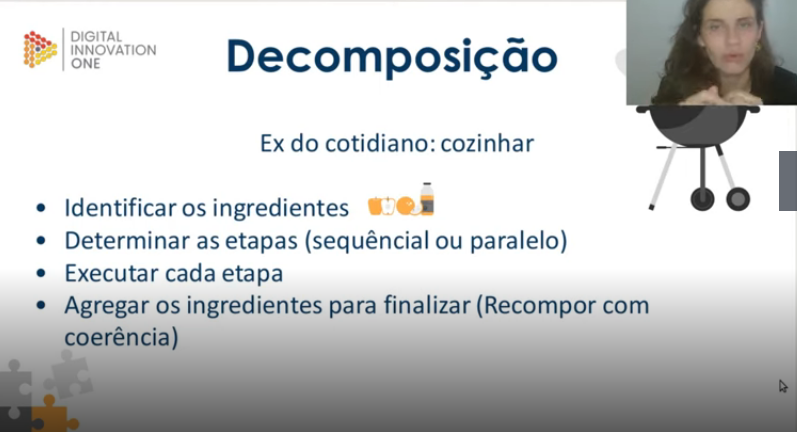 DIGITAL
INNOVATION
ONE
Decomposição
Ex do cotidiano: cozinhar
• Identificar os ingredientes
• Determinar as etapas (sequêncial ou paralelo)
• Executar cada etapa
• Agregar os ingredientes para finalizar (Recompor com
coerência)